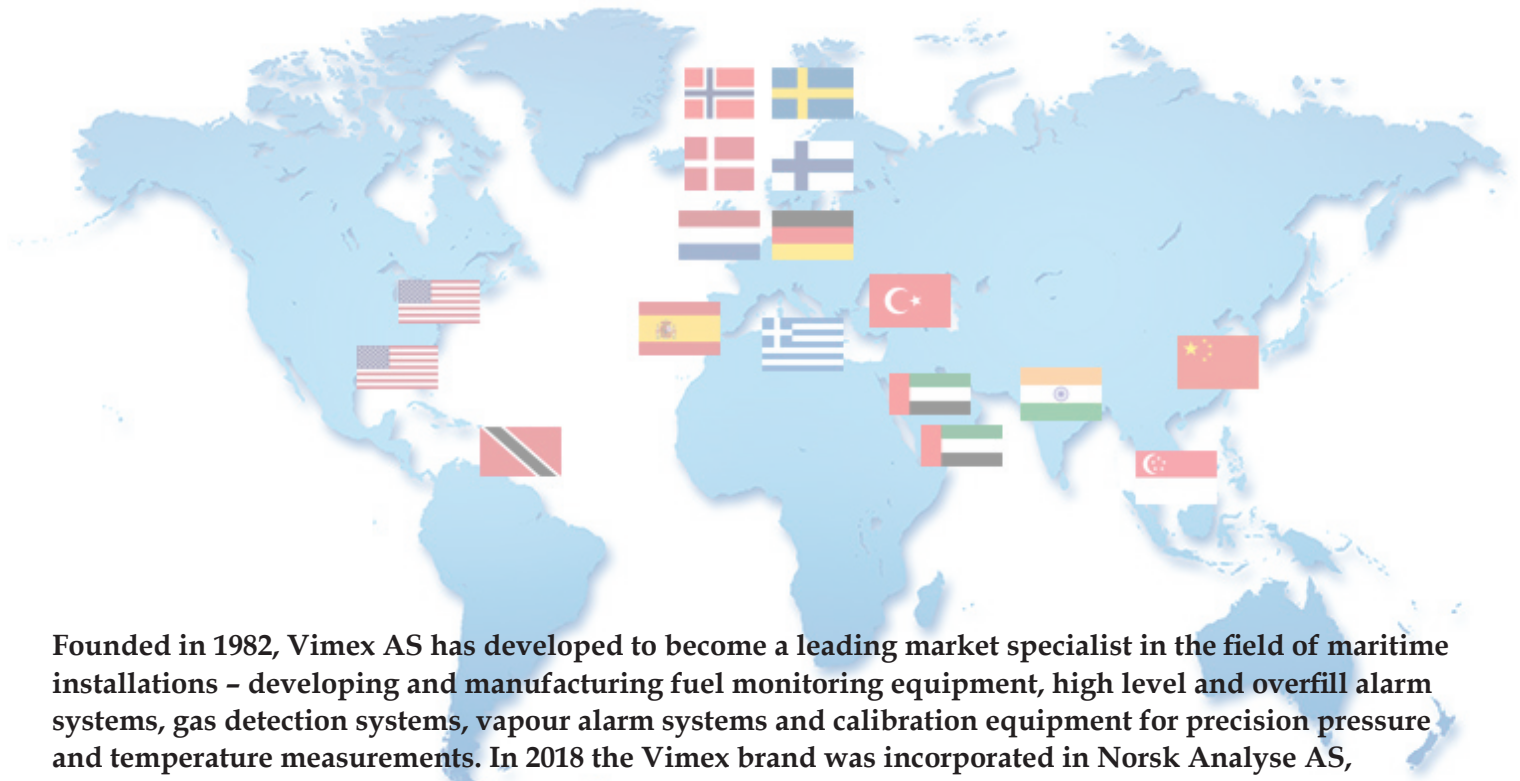 Founded in 1982, Vimex AS has developed to become a leading market specialist in the field of maritime
installations – developing and manufacturing fuel monitoring equipment, high level and overfill alarm
systems, gas detection systems, vapour alarm systems and calibration equipment for precision pressure
and temperature measurements. In 2018 the Vimex brand was incorporated in Norsk Analyse AS,